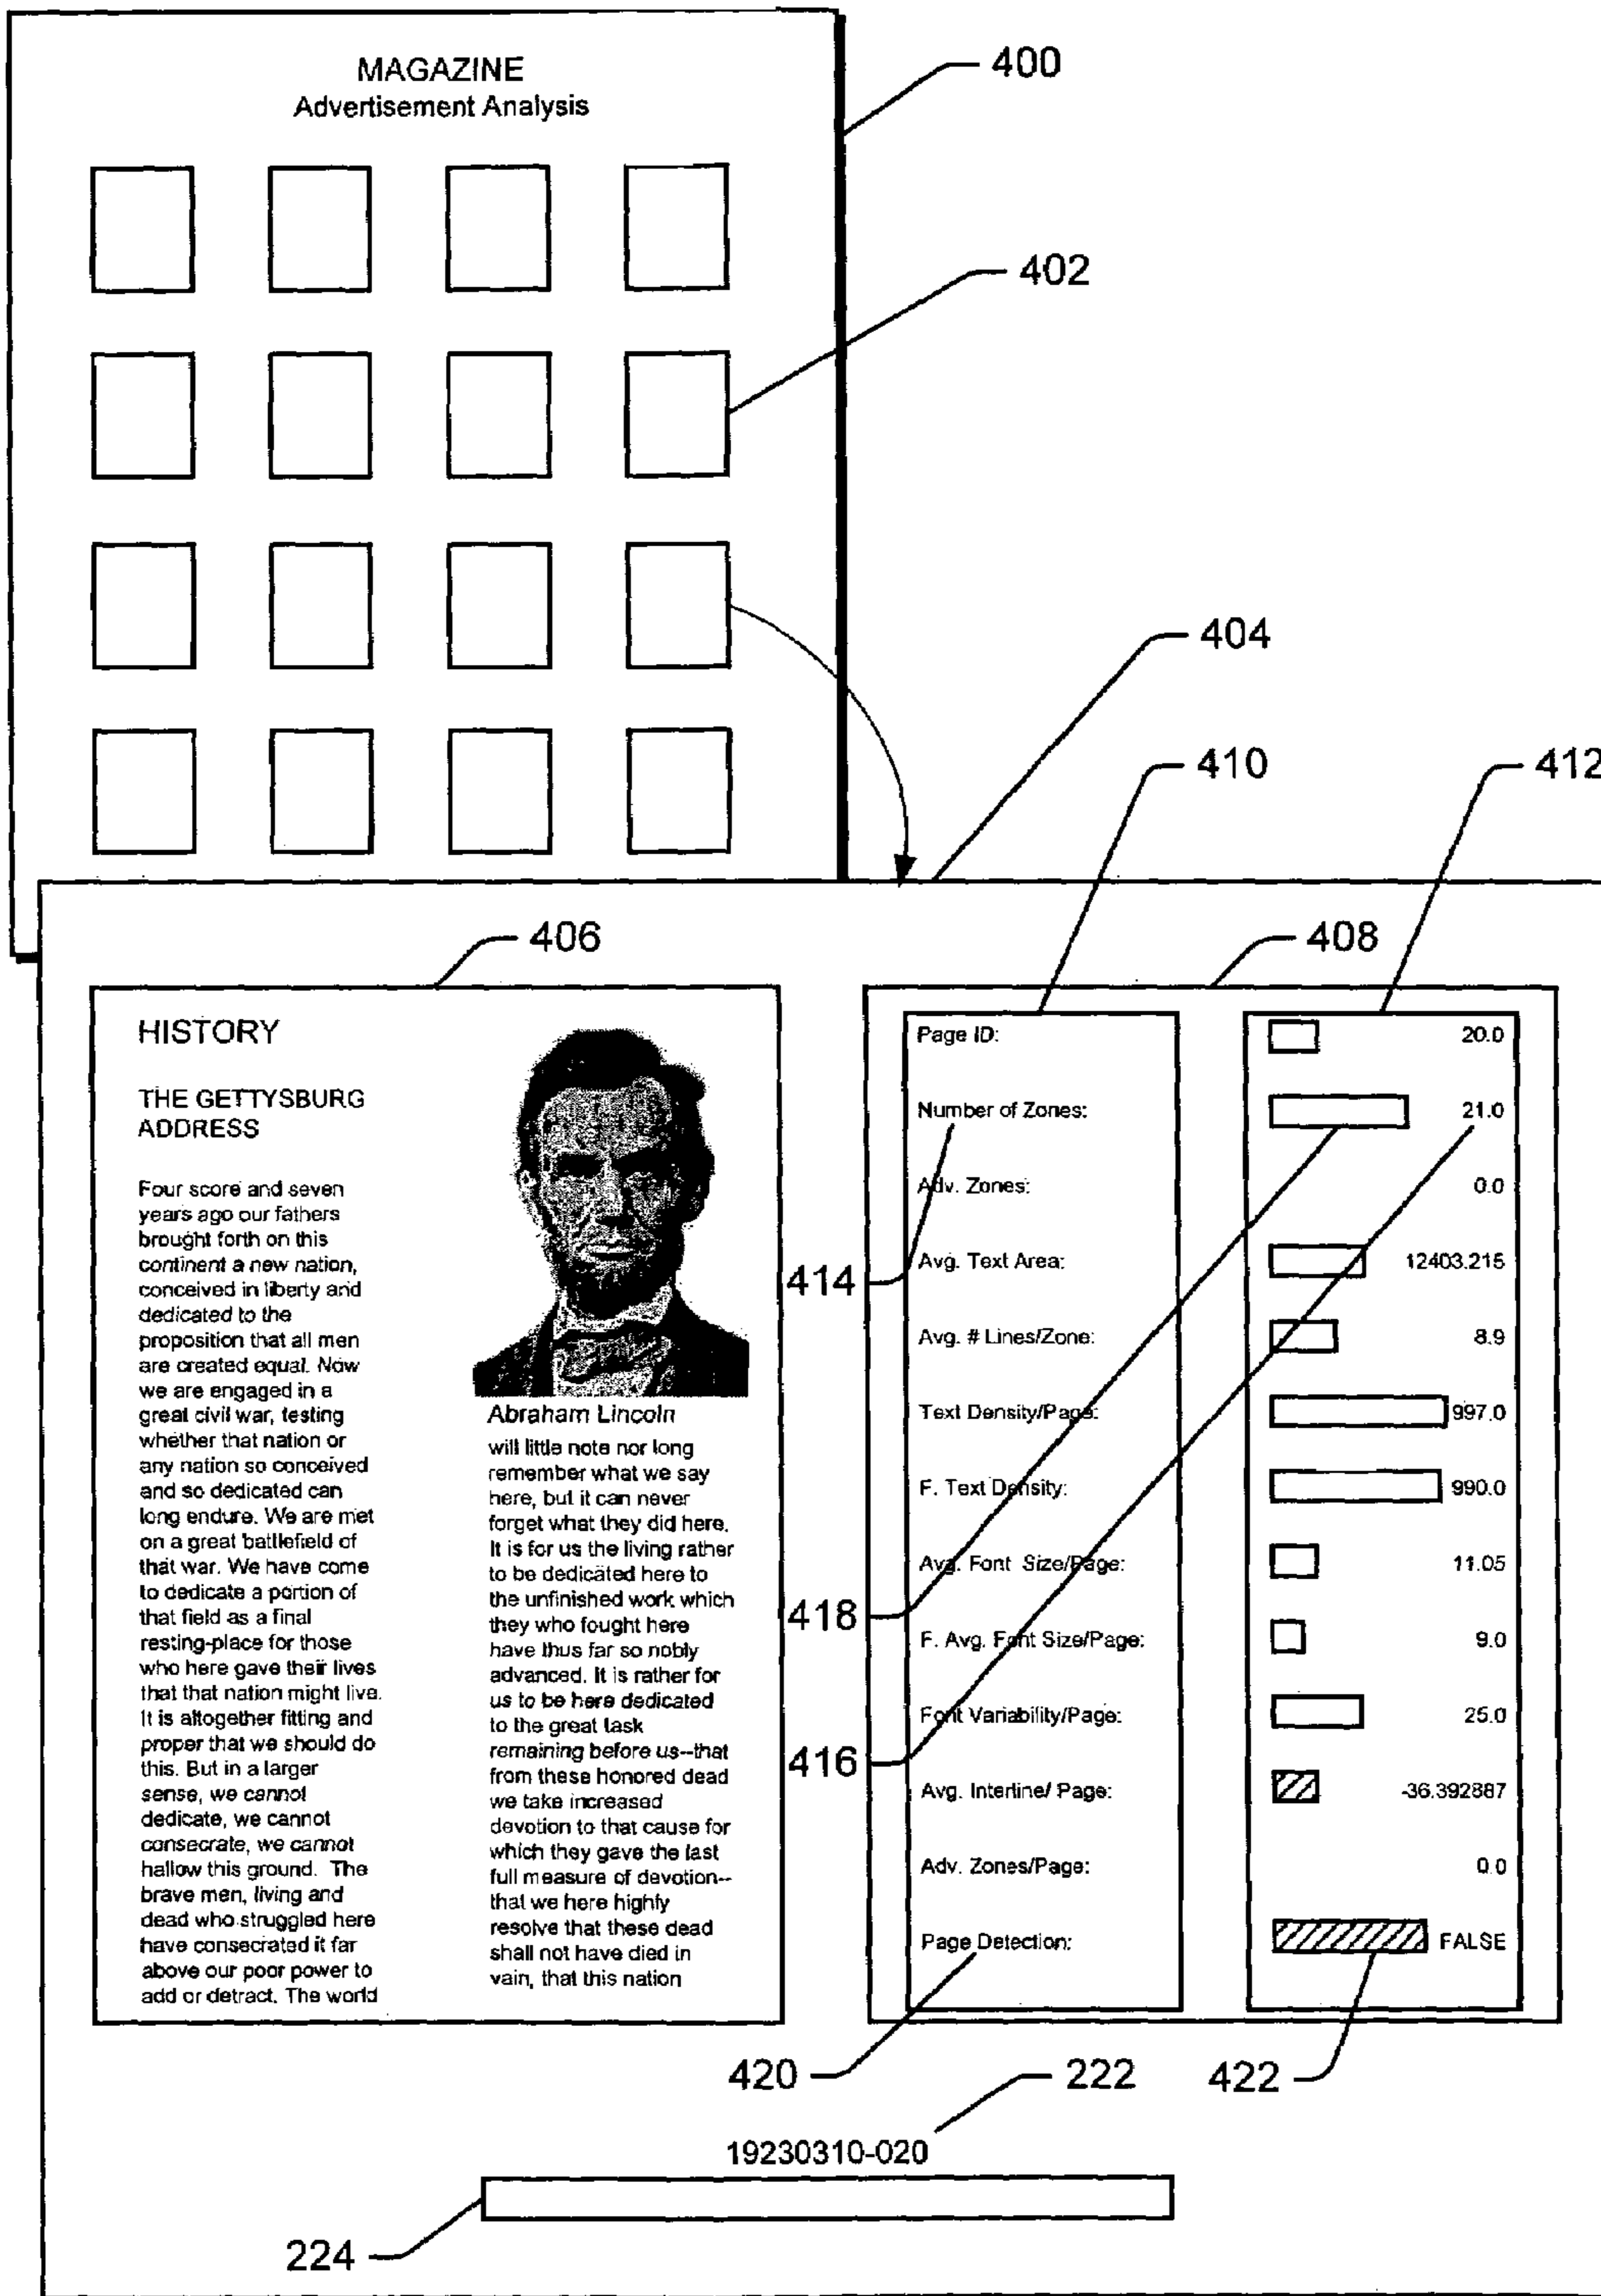 MAGAZINE
Advertisement Analysis
400
402
404
410
412
406
408
HISTORY
THE GETTYSBURG
ADDRESS
Four score and seven
years ago our fathers
brought forth on this
continent a new nation,
conceived in liberty and
dedicated to the
proposition that all men
are created equal. Now
we are engaged in a
great civil war, testing
whether that nation or
any nation so conceived
and so dedicated can
long endure. We are met
on a great battlefield of
that war. We have come
to dedicate a portion of
that field as a final
resting-place for those
who here gave their lives
that that nation might live.
It is altogether fitting and
proper that we should do
this. But in a larger
sense, we cannot
dedicate, we cannot
consecrate, we cannot
hallow this ground. The
brave men, living and
dead who struggled here
have consecrated it far
above our poor power to
add or detract. The world
Abraham Lincoln
will little note nor long
remember what we say
here, but it can never
forget what they did here.
It is for us the living rather
to be dedicated here to
the unfinished work which
they who fought here
have thus far so nobly
advanced. It is rather for
us to be here dedicated
to the great task
remaining before us--that
from these honored dead
we take increased
devotion to that cause for
which they gave the last
full measure of devotion--
that we here highly
resolve that these dead
shall not have died in
vain, that this nation
414
418
416
Page ID: 20.0
Number of Zones: 21.0
Adv. Zones: 0.0
Avg. Text Area: 12403.215
Avg. # Lines/Zone: 8.9
Text Density/Page: 997.0
F. Text Density: 990.0
Avg. Font Size/Page: 11.05
F. Avg. Font Size/Page: 9.0
Font Variability/Page: 25.0
Avg. Interline/ Page: -36.392887
Adv. Zones/Page: 0.0
Page Detection: FALSE
420
222
422
19230310-020
224